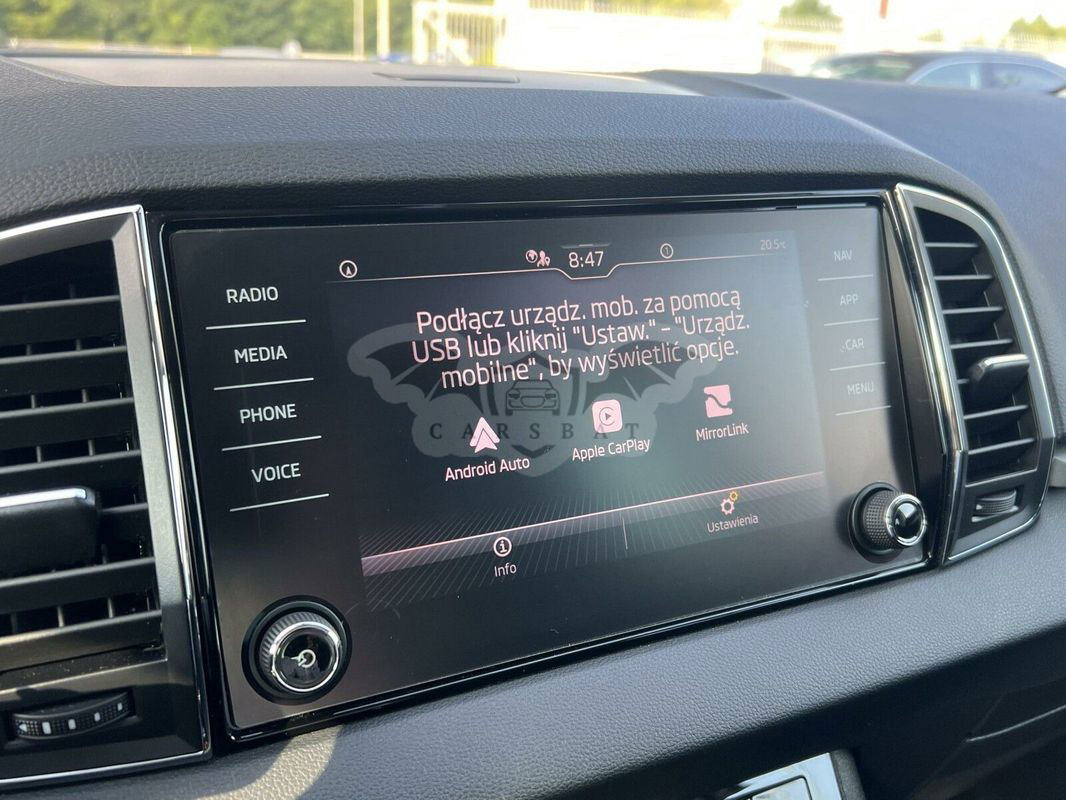 8:47
20.5°C
RADIO
MEDIA
PHONE
VOICE
NAV
APP
CAR
MENU
Podłącz urządz. mob. za pomocą
USB lub kliknij "Ustaw." - "Urządz.
mobilne", by wyświetlić opcje.
CARSBAT
Android Auto
Apple CarPlay
MirrorLink
Info
Ustawienia